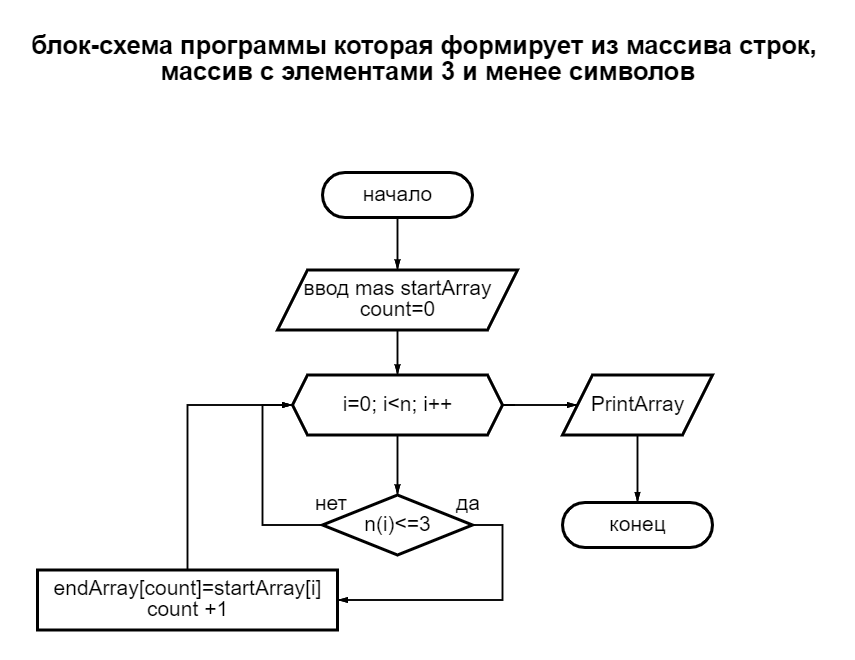 блок-схема программы которая формирует из массива строк,
массив с элементами 3 и менее символов
начало
ввод mas startArray
count=0
i=0; i<n; i++
PrintArray
нет
да
n(i)<=3
конец
endArray[count]=startArray[i]
count +1